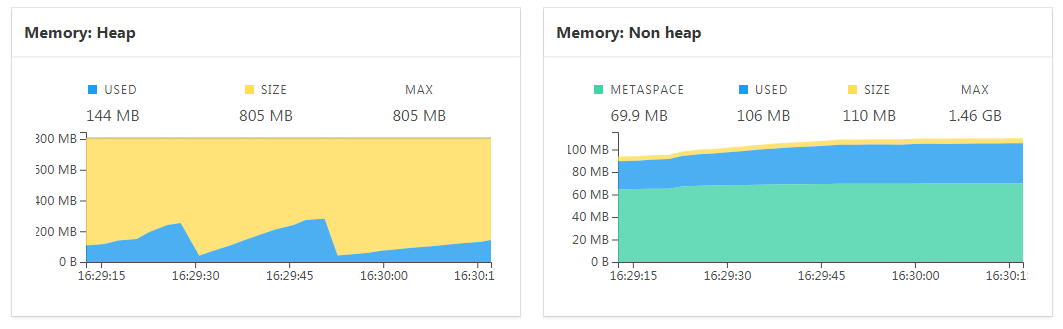 Memory: Heap
USED SIZE MAX
144 MB 805 MB 805 MB
800 MB
600 MB
400 MB
200 MB
0 B
16:29:15 16:29:30 16:29:45 16:30:00 16:30:1
Memory: Non heap
METASPACE USED SIZE MAX
69.9 MB 106 MB 110 MB 1.46 GB
100 MB
80 MB
60 MB
40 MB
20 MB
0 B
16:29:15 16:29:30 16:29:45 16:30:00 16:30:1